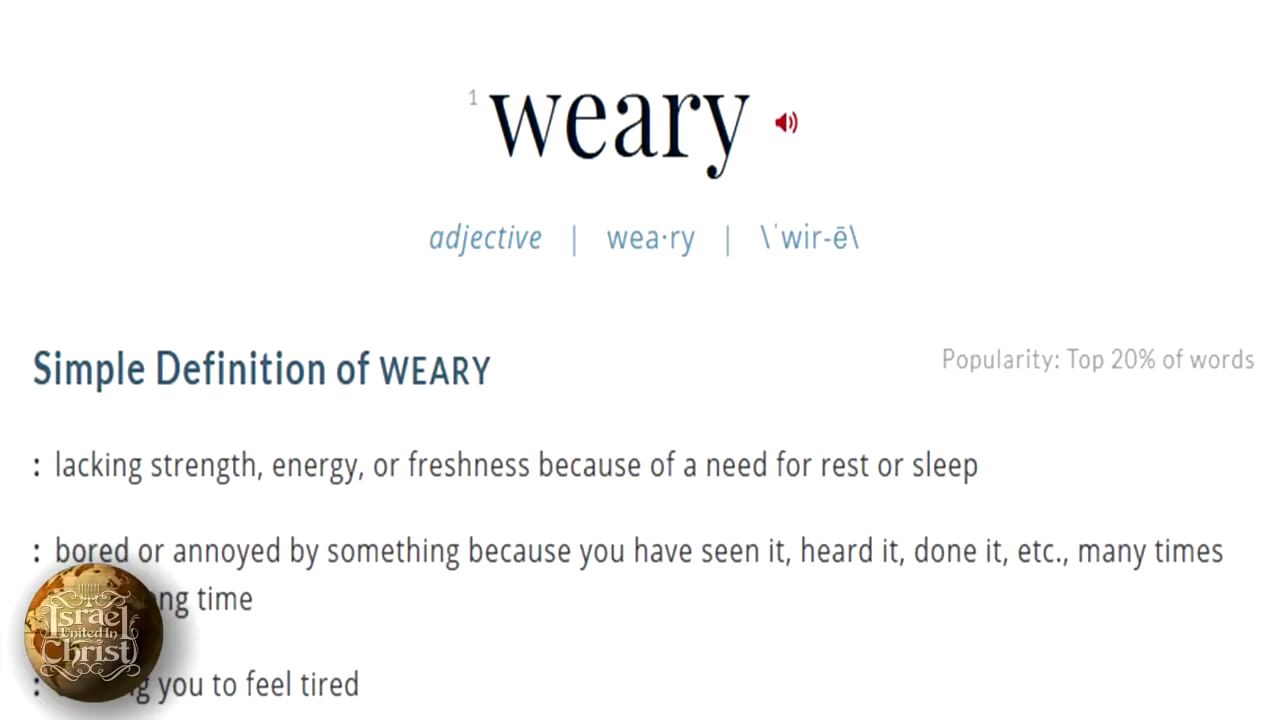 1 weary
adjective | wea·ry | \ˈwir-ē\
Simple Definition of WEARY
Popularity: Top 20% of words
: lacking strength, energy, or freshness because of a need for rest or sleep
: bored or annoyed by something because you have seen it, heard it, done it, etc., many times
time
: you to feel tired
Israel
United In
Christ